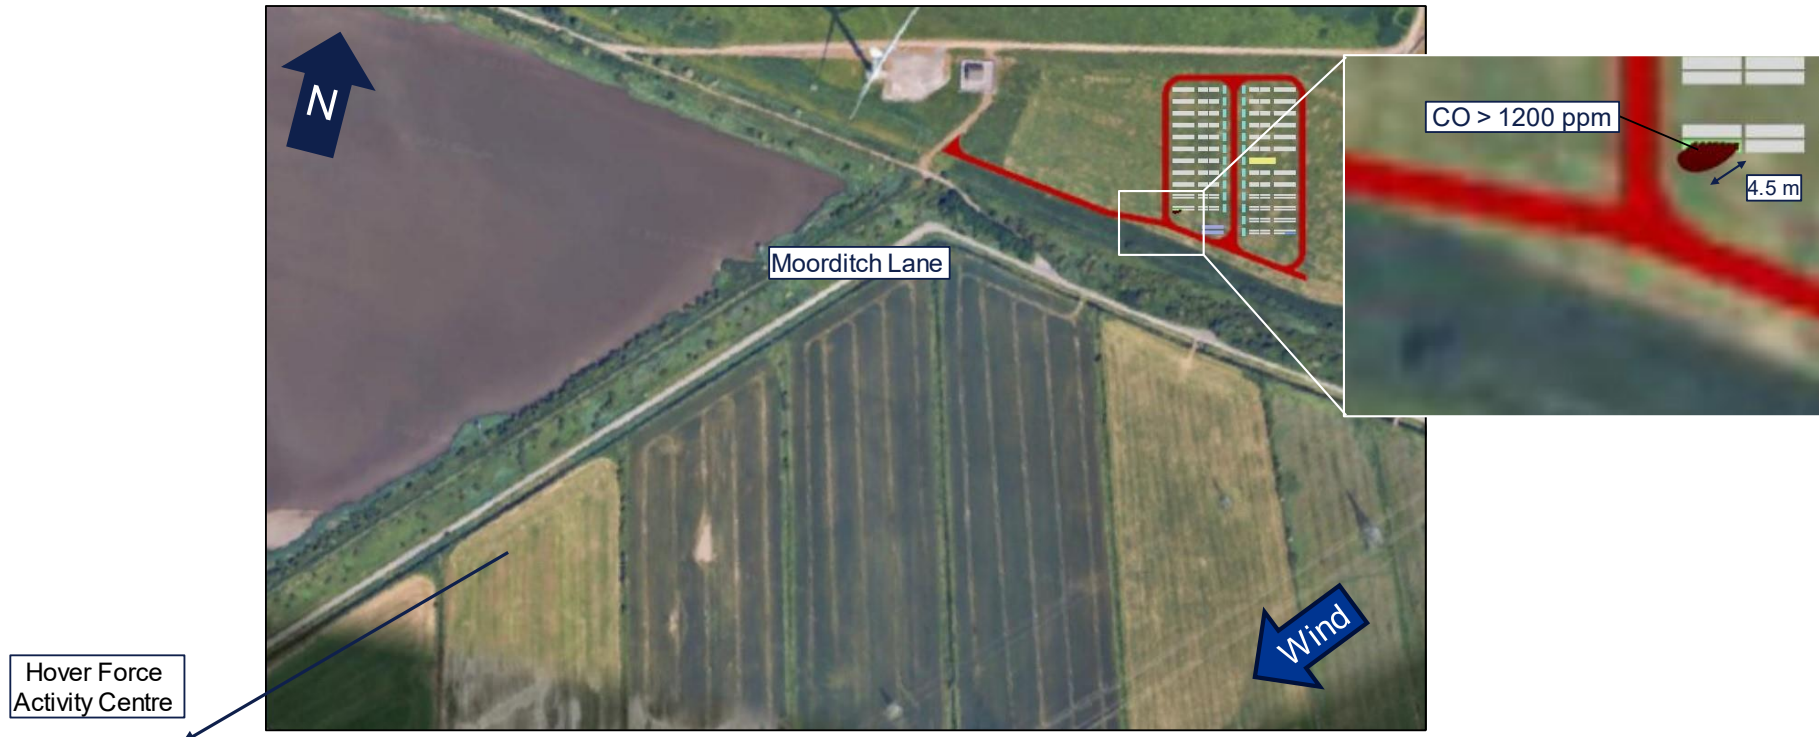 N
CO > 1200 ppm
4.5 m
Moorditch Lane
Wind
Hover Force
Activity Centre